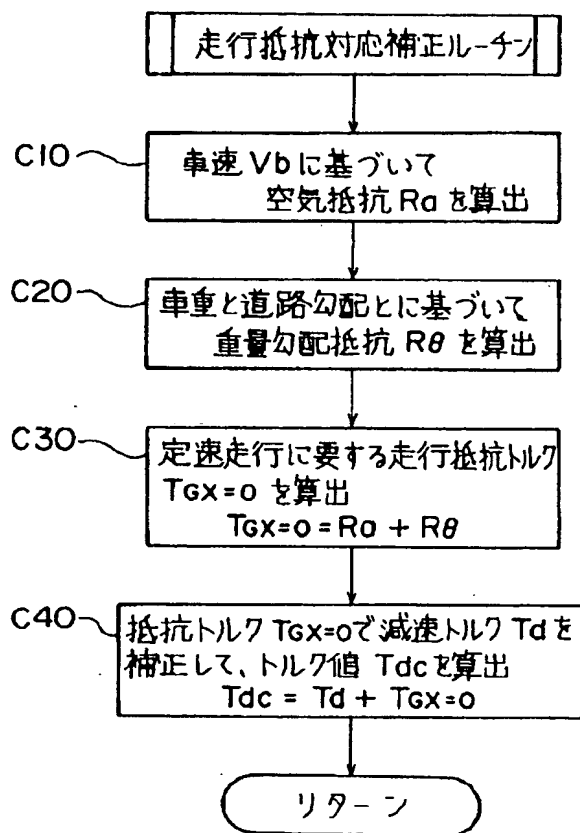 走行抵抗対応補正ルーチン
C10
車速Vbに基づいて
空気抵抗Raを算出
C20
車重と道路勾配とに基づいて
重量勾配抵抗Rθを算出
C30
定速走行に要する走行抵抗トルク
TGX=0を算出
TGX=0=Ra+Rθ
C40
抵抗トルクTGX=0で減速トルクTdを
補正して、トルク値Tdcを算出
Tdc=Td+TGX=0
リターン